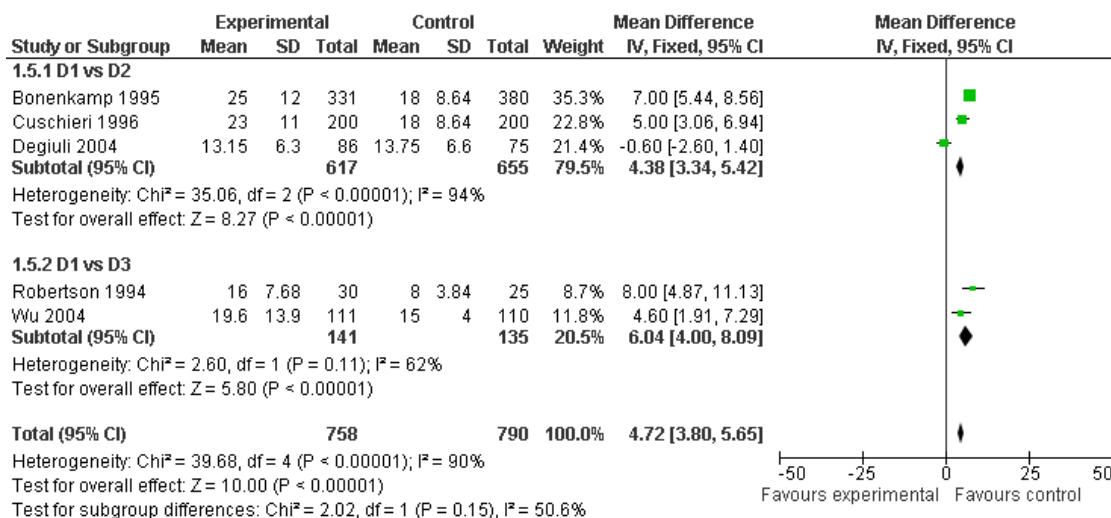 Experimental Control Mean Difference Mean Difference
Study or Subgroup Mean SD Total Mean SD Total Weight IV, Fixed, 95% CI IV, Fixed, 95% CI
1.5.1 D1 vs D2
Bonenkamp 1995 25 12 331 18 8.64 380 35.3% 7.00 [5.44, 8.56]
Cuschieri 1996 23 11 200 18 8.64 200 22.8% 5.00 [3.06, 6.94]
Degiuli 2004 13.15 6.3 86 13.75 6.6 75 21.4% -0.60 [-2.60, 1.40]
Subtotal (95% CI) 617 655 79.5% 4.38 [3.34, 5.42]
Heterogeneity: Chi² = 35.06, df = 2 (P < 0.00001); I² = 94%
Test for overall effect: Z = 8.27 (P < 0.00001)
1.5.2 D1 vs D3
Robertson 1994 16 7.68 30 8 3.84 25 8.7% 8.00 [4.87, 11.13]
Wu 2004 19.6 13.9 111 15 4 110 11.8% 4.60 [1.91, 7.29]
Subtotal (95% CI) 141 135 20.5% 6.04 [4.00, 8.09]
Heterogeneity: Chi² = 2.60, df = 1 (P = 0.11); I² = 62%
Test for overall effect: Z = 5.80 (P < 0.00001)
Total (95% CI) 758 790 100.0% 4.72 [3.80, 5.65]
Heterogeneity: Chi² = 39.68, df = 4 (P < 0.00001); I² = 90%
Test for overall effect: Z = 10.00 (P < 0.00001)
Test for subgroup differences: Chi² = 2.02, df = 1 (P = 0.15), I² = 50.6%
-50 -25 0 25 50
Favours experimental Favours control